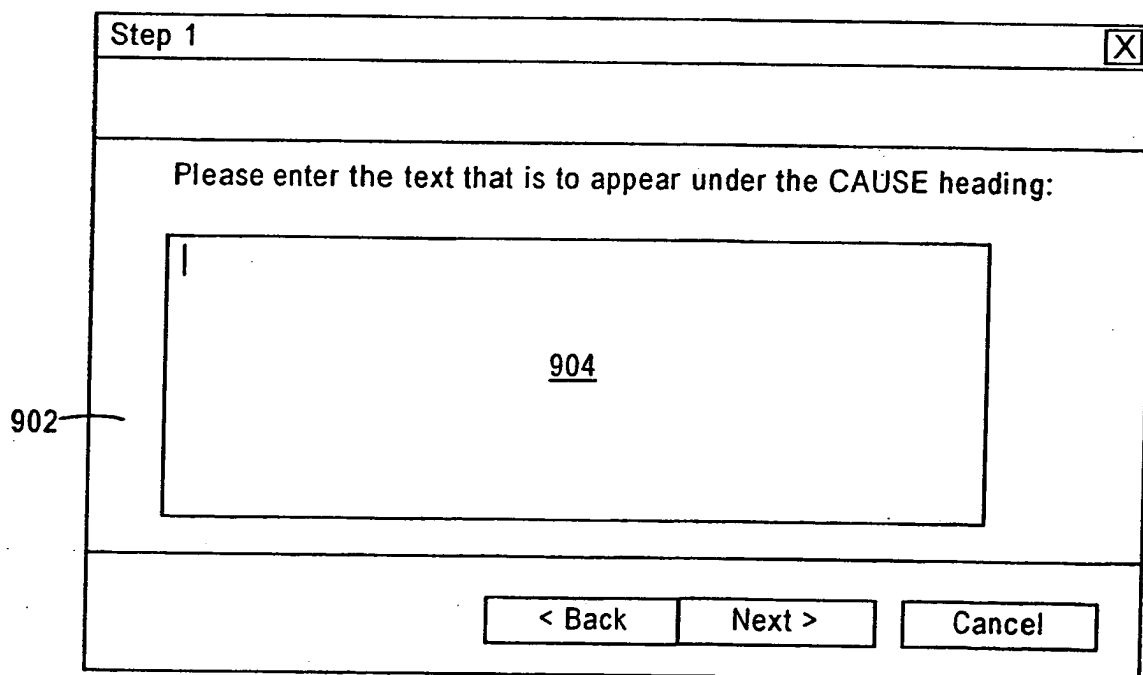 Step 1 X
Please enter the text that is to appear under the CAUSE heading:
904
902
< Back Next > Cancel